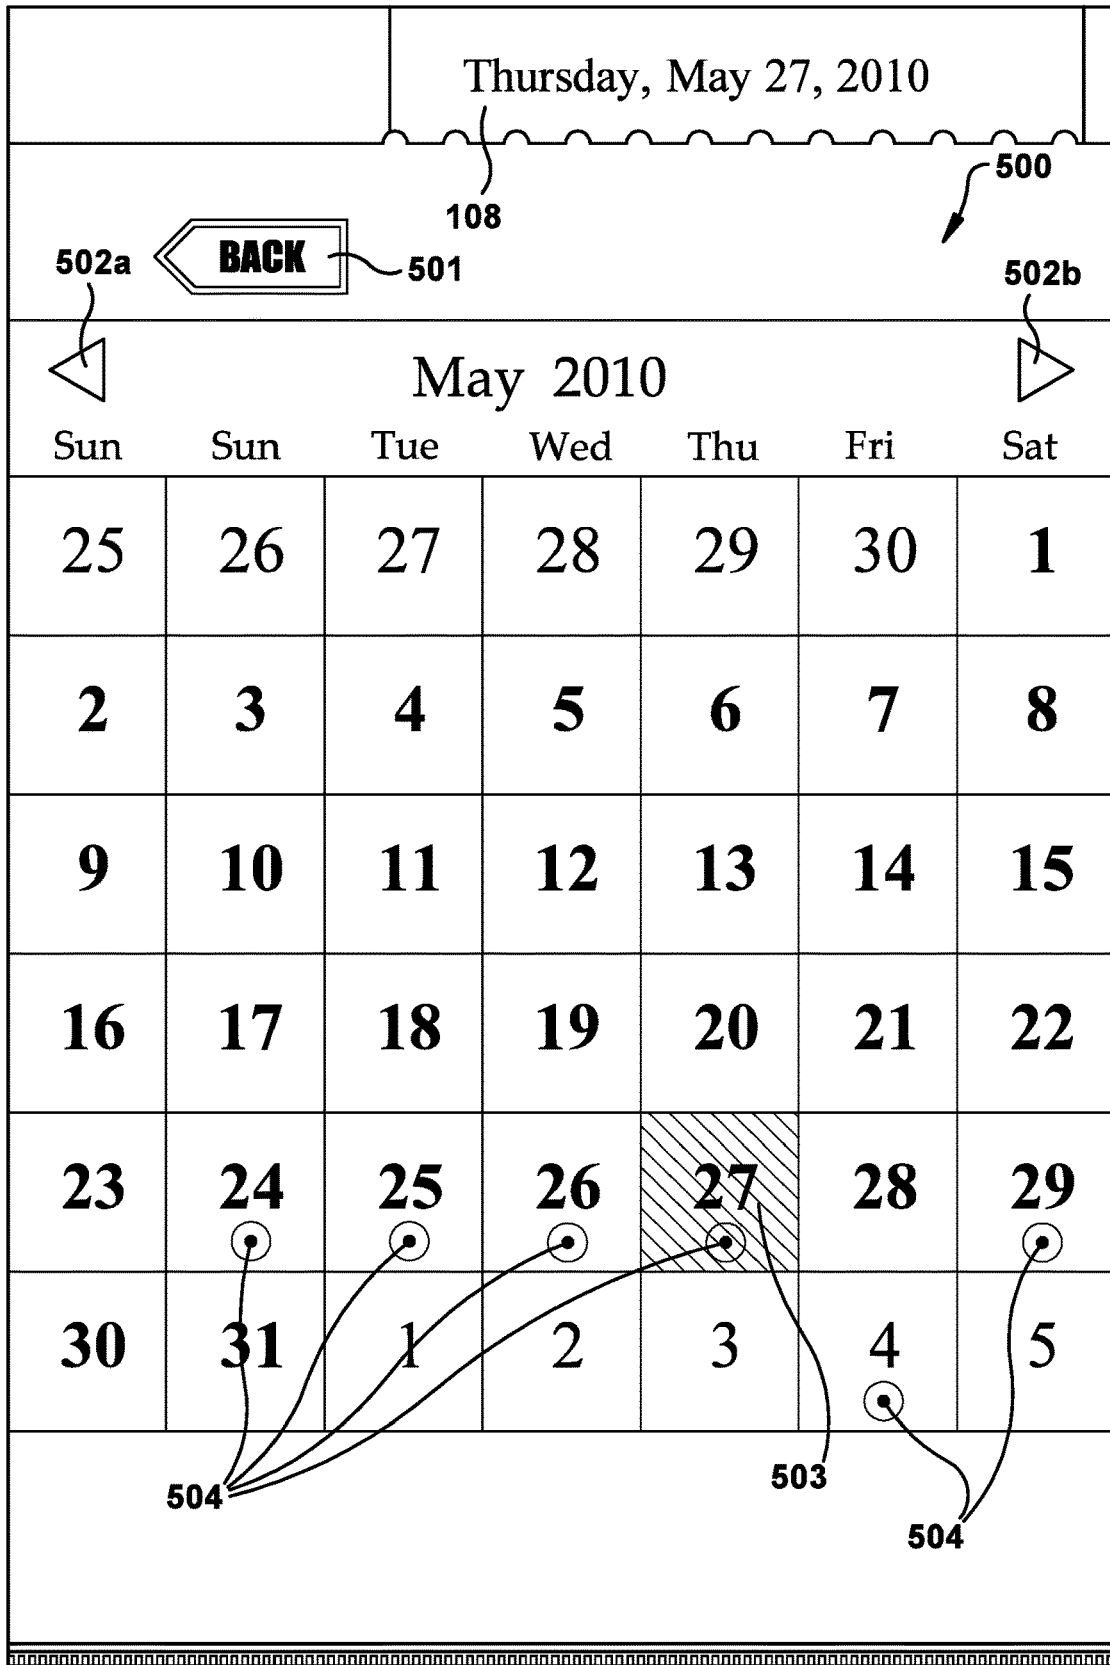 Thursday, May 27, 2010
500
108
BACK
501
502a
502b
May 2010
Sun Sun Tue Wed Thu Fri Sat
25 26 27 28 29 30 1
2 3 4 5 6 7 8
9 10 11 12 13 14 15
16 17 18 19 20 21 22
23 24 25 26 27 28 29
30 31 1 2 3 4 5
503
504
504